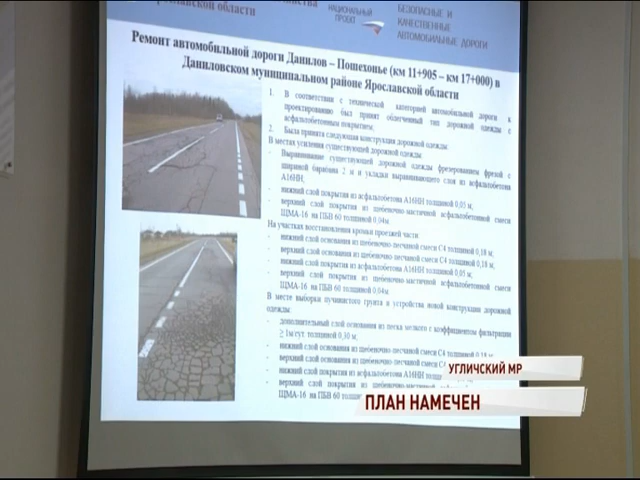 Ярославской области
НАЦИОНАЛЬНЫЙ
ПРОЕКТ
БЕЗОПАСНЫЕ И
КАЧЕСТВЕННЫЕ
АВТОМОБИЛЬНЫЕ ДОРОГИ
Ремонт автомобильной дороги Данилов – Пошехонье (км 11+905 – км 17+000) в
Даниловском муниципальном районе Ярославской области
1. В соответствии с технической категорией автомобильной дороги к
проектированию был принят облегченный тип дорожной одежды с
асфальтобетонным покрытием;
2. Была принята следующая конструкция дорожной одежды:
В местах усиления существующей дорожной одежды:
- Выравнивание существующей дорожной одежды фрезерованием фрезой с
шириной барабана 2 м и укладки выравнивающего слоя из асфальтобетона
А16НН;
- нижний слой покрытия из асфальтобетона А16НН толщиной 0,05 м;
- верхний слой покрытия из щебеночно-мастичной асфальтобетонной смеси
ЩМА-16 на ПБВ 60 толщиной 0,04м
На участках восстановления кромки проезжей части
- нижний слой основания из щебеночно-песчаной смеси С4 толщиной 0,18 м;
- верхний слой основания из щебеночно-песчаной смеси С4 толщиной 0,18 м;
- нижний слой покрытия из асфальтобетона А16НН толщиной 0,05 м;
- верхний слой покрытия из щебеночно-мастичной асфальтобетонной смеси
ЩМА-16 на ПБВ 60 толщиной 0,04м
В месте выборки пучинистого грунта и устройства новой конструкции дорожной
одежды:
- дополнительный слой основания из песка мелкого с коэффициентом фильтрации
≥ 1м/сут. толщиной 0,30 м;
- нижний слой основания из щебеночно-песчаной смеси С4 толщиной 0,18 м
- верхний слой основания из щебеночно-песчаной смеси С4
- нижний слой покрытия из асфальтобетона А16НН
- верхний слой покрытия из щебеночно-мастичной
ЩМА-16 на ПБВ 60
УГЛИЧСКИЙ МР
ПЛАН НАМЕЧЕН